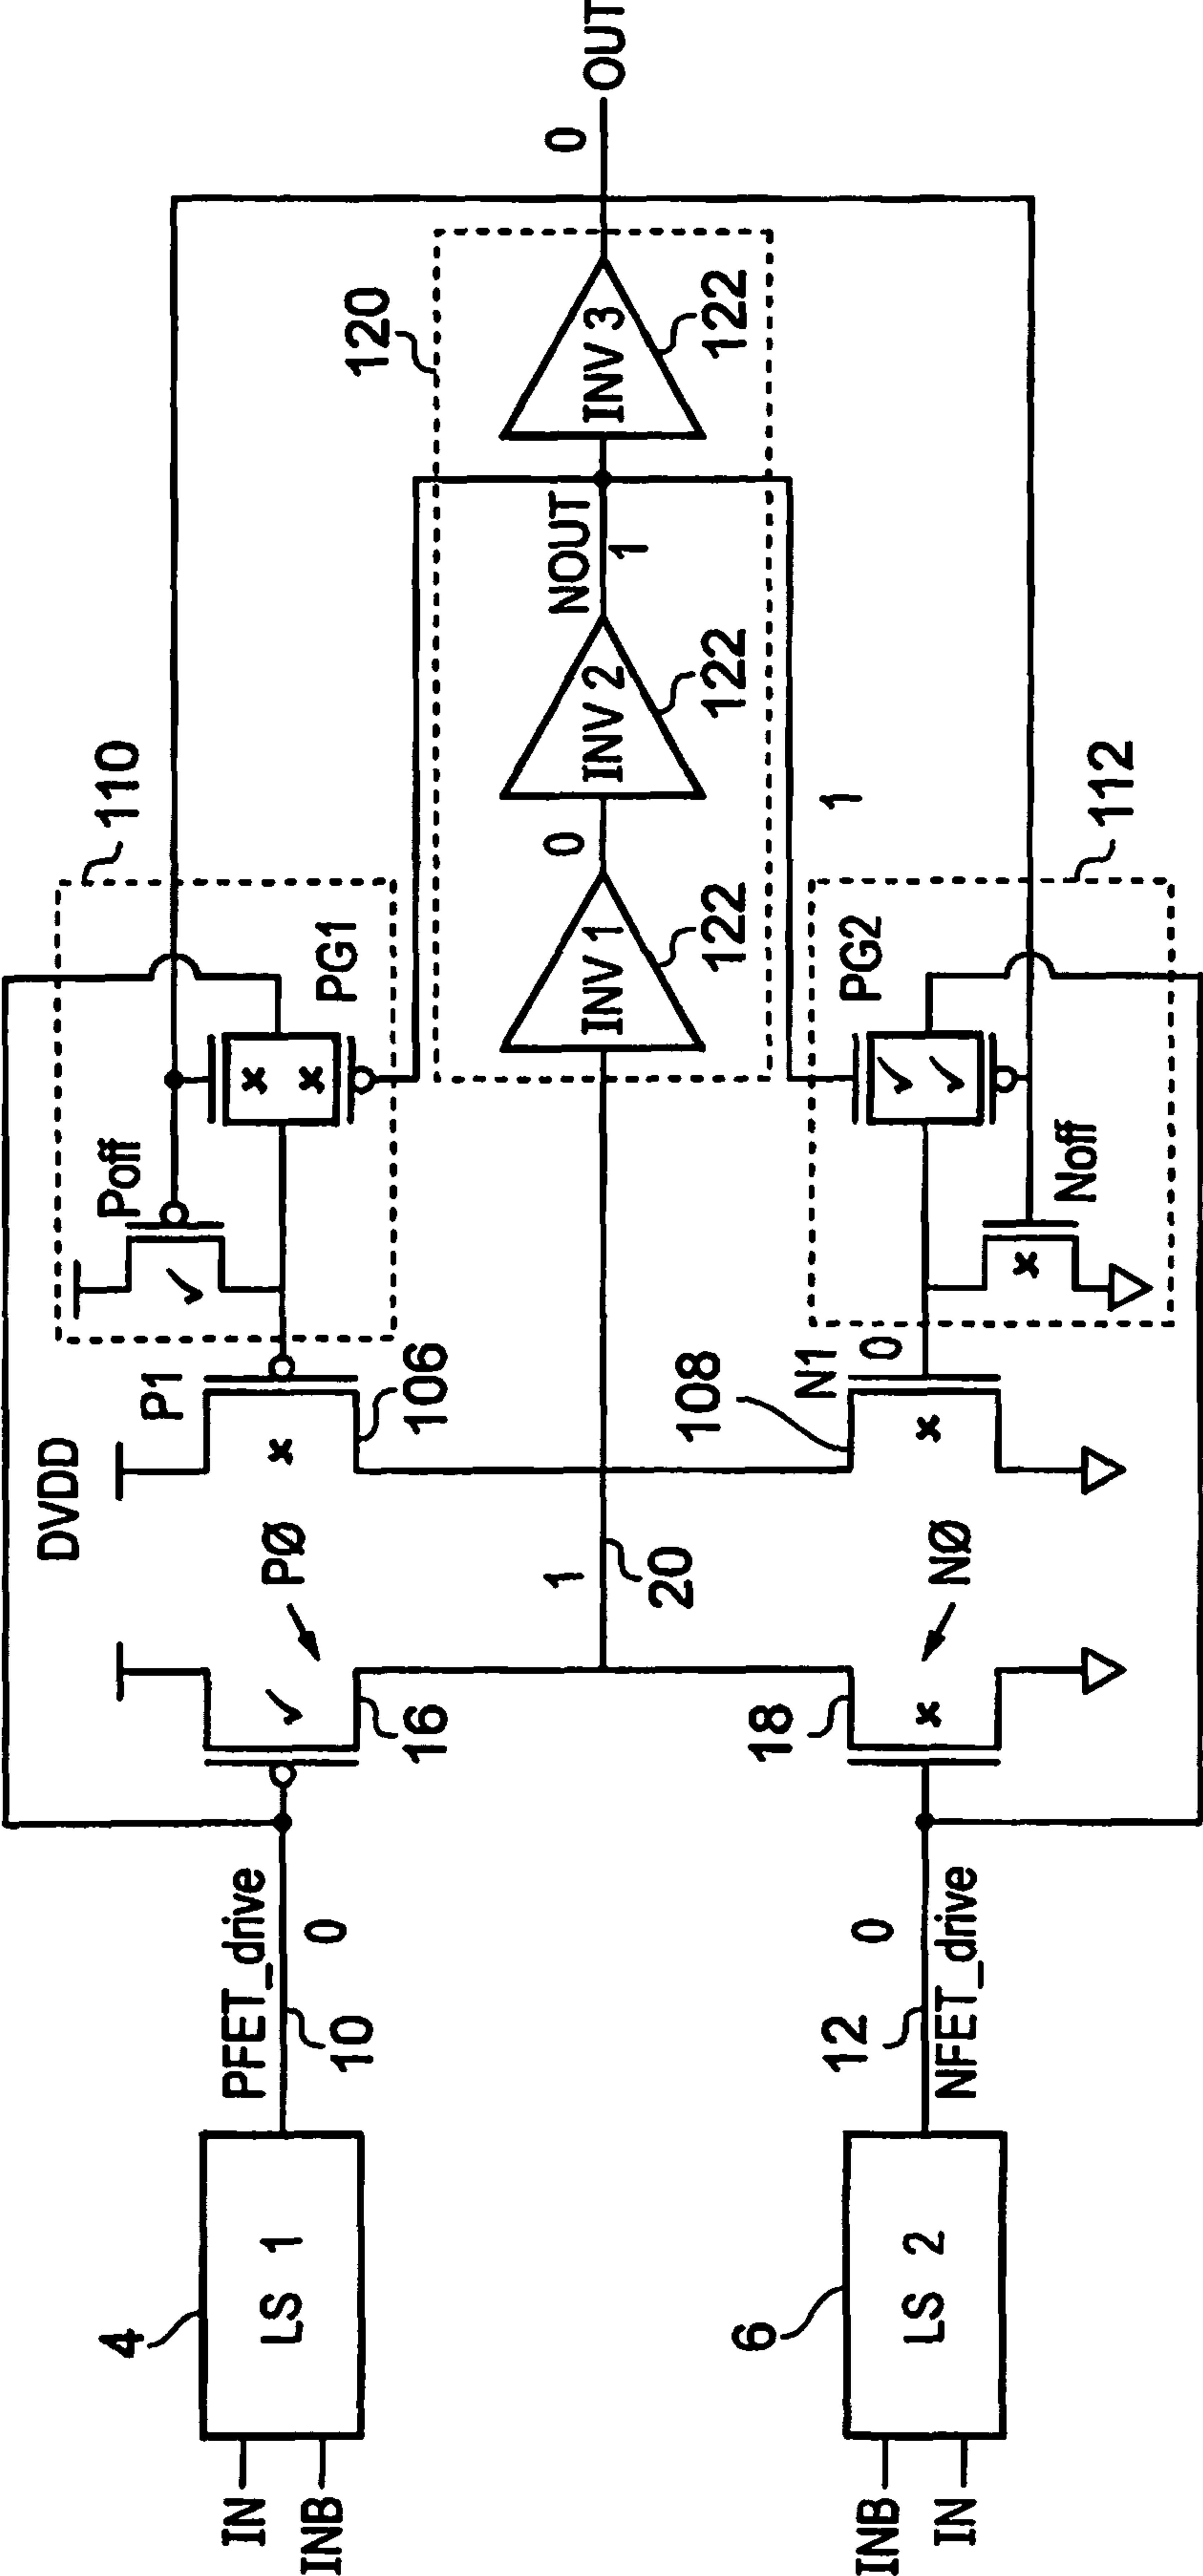 IN
INB
4
LS 1
PFET_drive
10
0
DVDD
PØ
16
P1
106
Poff
PG1
110
1
20
120
INV 1
122
0
INV 2
122
NOUT
1
INV 3
122
0
OUT
INB
IN
6
LS 2
12
0
NFET_drive
18
NØ
108
N1
0
Noff
PG2
1
112